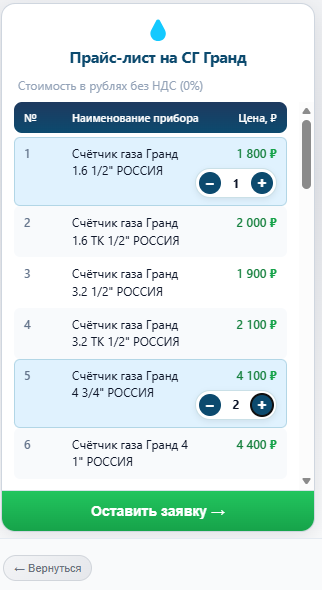 Прайс-лист на СГ Гранд
Стоимость в рублях без НДС (0%)
№ Наименование прибора Цена, ₽
1 Счётчик газа Гранд 1 800 ₽
1.6 1/2" РОССИЯ
− 1 +
2 Счётчик газа Гранд 2 000 ₽
1.6 ТК 1/2" РОССИЯ
3 Счётчик газа Гранд 1 900 ₽
3.2 1/2" РОССИЯ
4 Счётчик газа Гранд 2 100 ₽
3.2 ТК 1/2" РОССИЯ
5 Счётчик газа Гранд 4 100 ₽
4 3/4" РОССИЯ
− 2 +
6 Счётчик газа Гранд 4 4 400 ₽
1" РОССИЯ
Оставить заявку →
← Вернуться